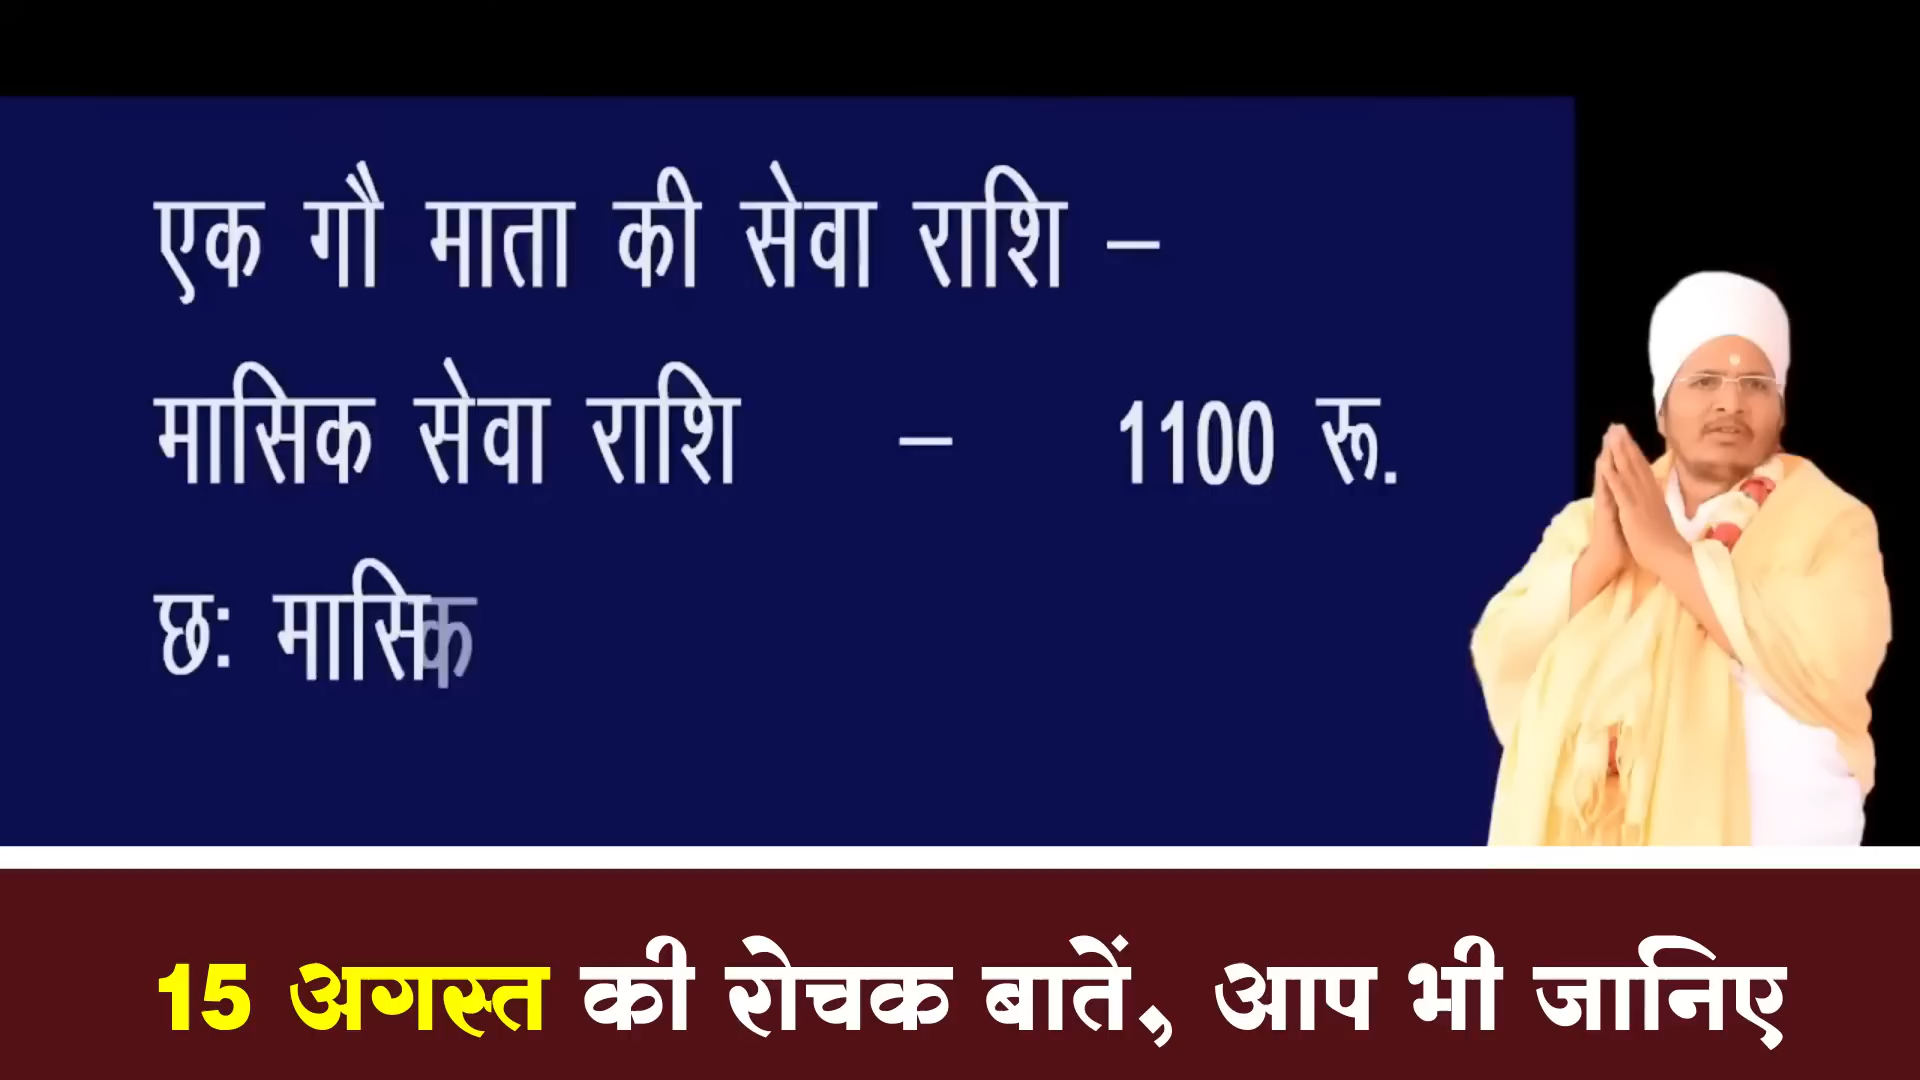 एक गौ माता की सेवा राशि –
मासिक सेवा राशि – 1100 रू.
छः मासिक
15 अगस्त की रोचक बातें, आप भी जानिए